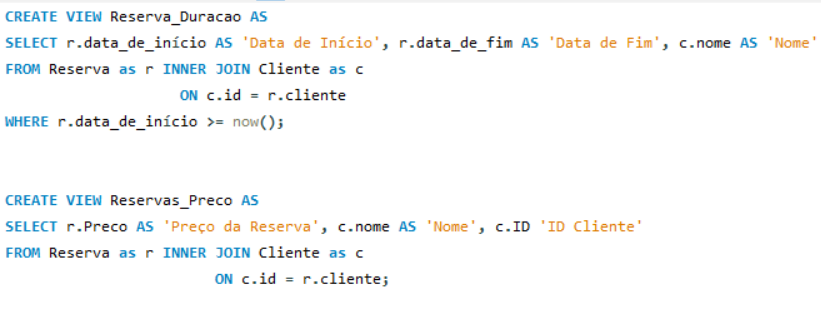 CREATE VIEW Reserva_Duracao AS
SELECT r.data_de_início AS 'Data de Início', r.data_de_fim AS 'Data de Fim', c.nome AS 'Nome'
FROM Reserva as r INNER JOIN Cliente as c
ON c.id = r.cliente
WHERE r.data_de_início >= now();
CREATE VIEW Reservas_Preco AS
SELECT r.Preco AS 'Preço da Reserva', c.nome AS 'Nome', c.ID 'ID Cliente'
FROM Reserva as r INNER JOIN Cliente as c
ON c.id = r.cliente;